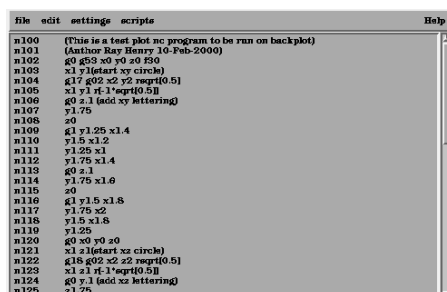 file edit settings scripts Help
n100 (This is a test plot nc program to be run on backplot)
n101 (Author Ray Henry 10-Feb-2000)
n102 g0 g53 x0 y0 z0 f30
n103 x1 y1(start xy circle)
n104 g17 g02 x2 y2 rsqrt[0.5]
n105 x1 y1 r[-1*sqrt[0.5]]
n106 g0 z.1 (add xy lettering)
n107 y1.75
n108 z0
n109 g1 y1.25 x1.4
n110 y1.5 x1.2
n111 y1.25 x1
n112 y1.75 x1.4
n113 g0 z.1
n114 y1.75 x1.6
n115 z0
n116 g1 y1.5 x1.8
n117 y1.75 x2
n118 y1.5 x1.8
n119 y1.25
n120 g0 x0 y0 z0
n121 x1 z1(start xz circle)
n122 g18 g02 x2 z2 rsqrt[0.5]
n123 x1 z1 r[-1*sqrt[0.5]]
n124 g0 y.1 (add xz lettering)
n125 z1.75